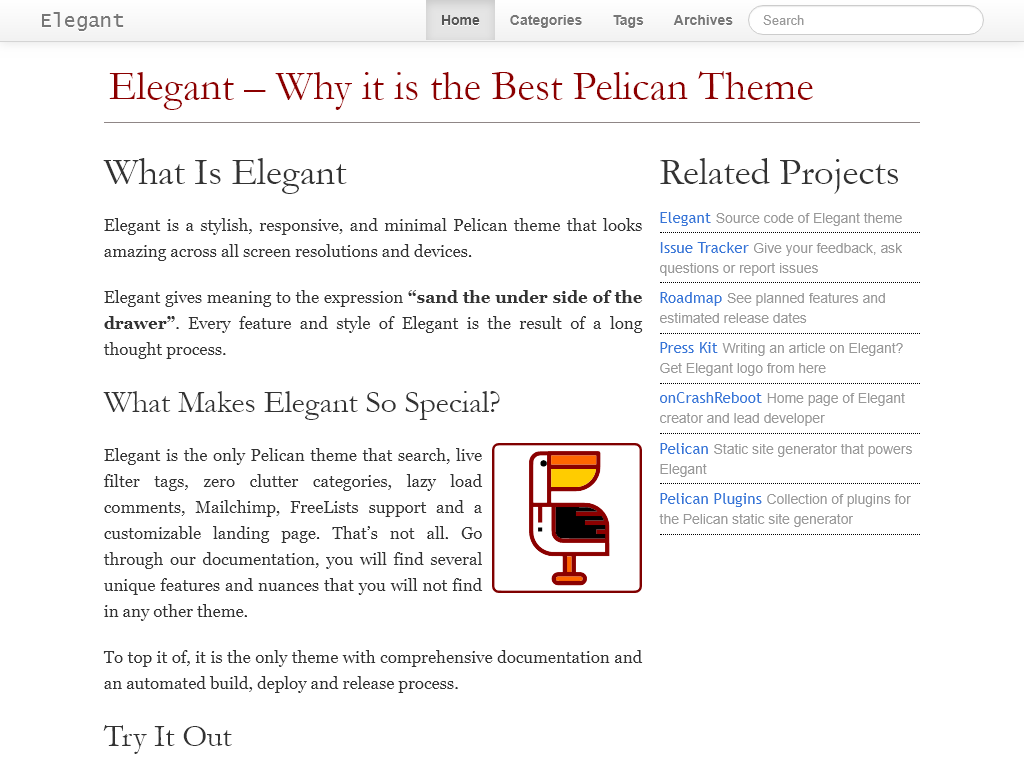 Elegant
Home Categories Tags Archives Search
Elegant – Why it is the Best Pelican Theme
What Is Elegant
Elegant is a stylish, responsive, and minimal Pelican theme that looks
amazing across all screen resolutions and devices.
Elegant gives meaning to the expression “sand the under side of the
drawer”. Every feature and style of Elegant is the result of a long
thought process.
What Makes Elegant So Special?
Elegant is the only Pelican theme that search, live
filter tags, zero clutter categories, lazy load
comments, Mailchimp, FreeLists support and a
customizable landing page. That’s not all. Go
through our documentation, you will find several
unique features and nuances that you will not find
in any other theme.
To top it of, it is the only theme with comprehensive documentation and
an automated build, deploy and release process.
Try It Out
Related Projects
Elegant Source code of Elegant theme
Issue Tracker Give your feedback, ask
questions or report issues
Roadmap See planned features and
estimated release dates
Press Kit Writing an article on Elegant?
Get Elegant logo from here
onCrashReboot Home page of Elegant
creator and lead developer
Pelican Static site generator that powers
Elegant
Pelican Plugins Collection of plugins for
the Pelican static site generator